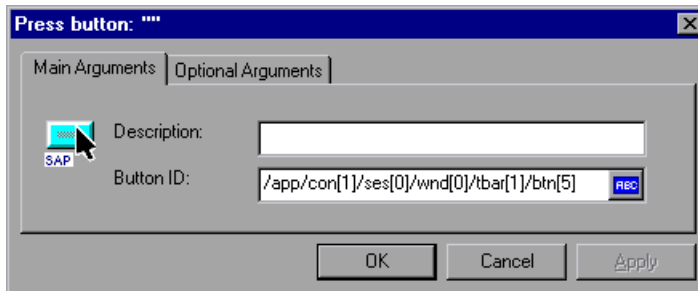 Press button: ""
Main Arguments
Optional Arguments
SAP
Description:
Button ID:
/app/con[1]/ses[0]/wnd[0]/tbar[1]/btn[5]
ABC
OK
Cancel
Apply